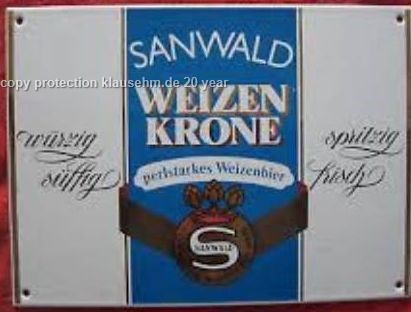 SANWALD
copy protection klausehm.de 20 year
WEIZEN
KRONE
würzig
süffig
spritzig
frisch
perlstarkes Weizenbier
S
SANWALD